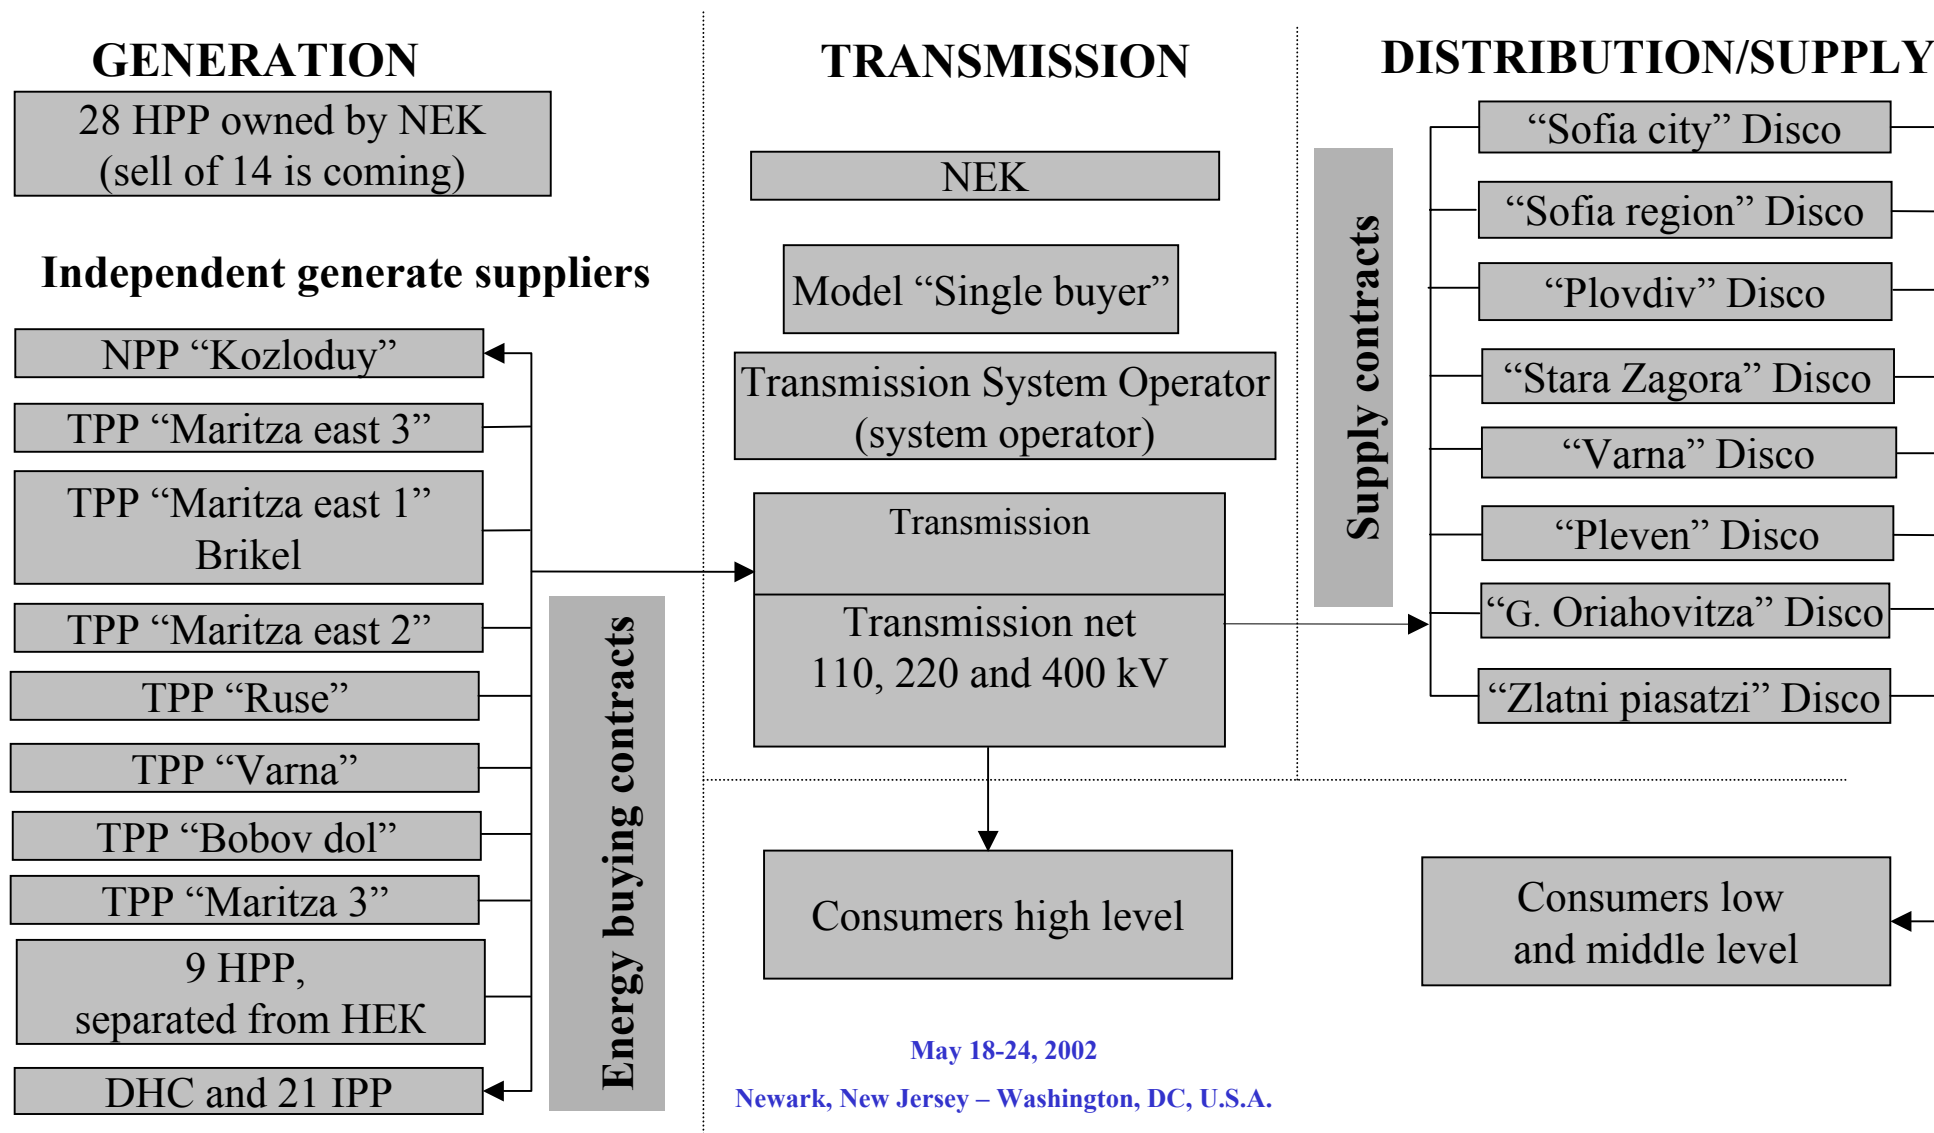 GENERATION
28 HPP owned by NEK
(sell of 14 is coming)
Independent generate suppliers
NPP “Kozloduy”
TPP “Maritza east 3”
TPP “Maritza east 1”
Brikel
TPP “Maritza east 2”
TPP “Ruse”
TPP “Varna”
TPP “Bobov dol”
TPP “Maritza 3”
9 HPP,
separated from НЕК
DHC and 21 IPP
Energy buying contracts
TRANSMISSION
NEK
Model “Single buyer”
Transmission System Operator
(system operator)
Transmission
Transmission net
110, 220 and 400 kV
Consumers high level
Supply contracts
DISTRIBUTION/SUPPLY
“Sofia city” Disco
“Sofia region” Disco
“Plovdiv” Disco
“Stara Zagora” Disco
“Varna” Disco
“Pleven” Disco
“G. Oriahovitza” Disco
“Zlatni piasatzi” Disco
Consumers low
and middle level
May 18-24, 2002
Newark, New Jersey – Washington, DC, U.S.A.